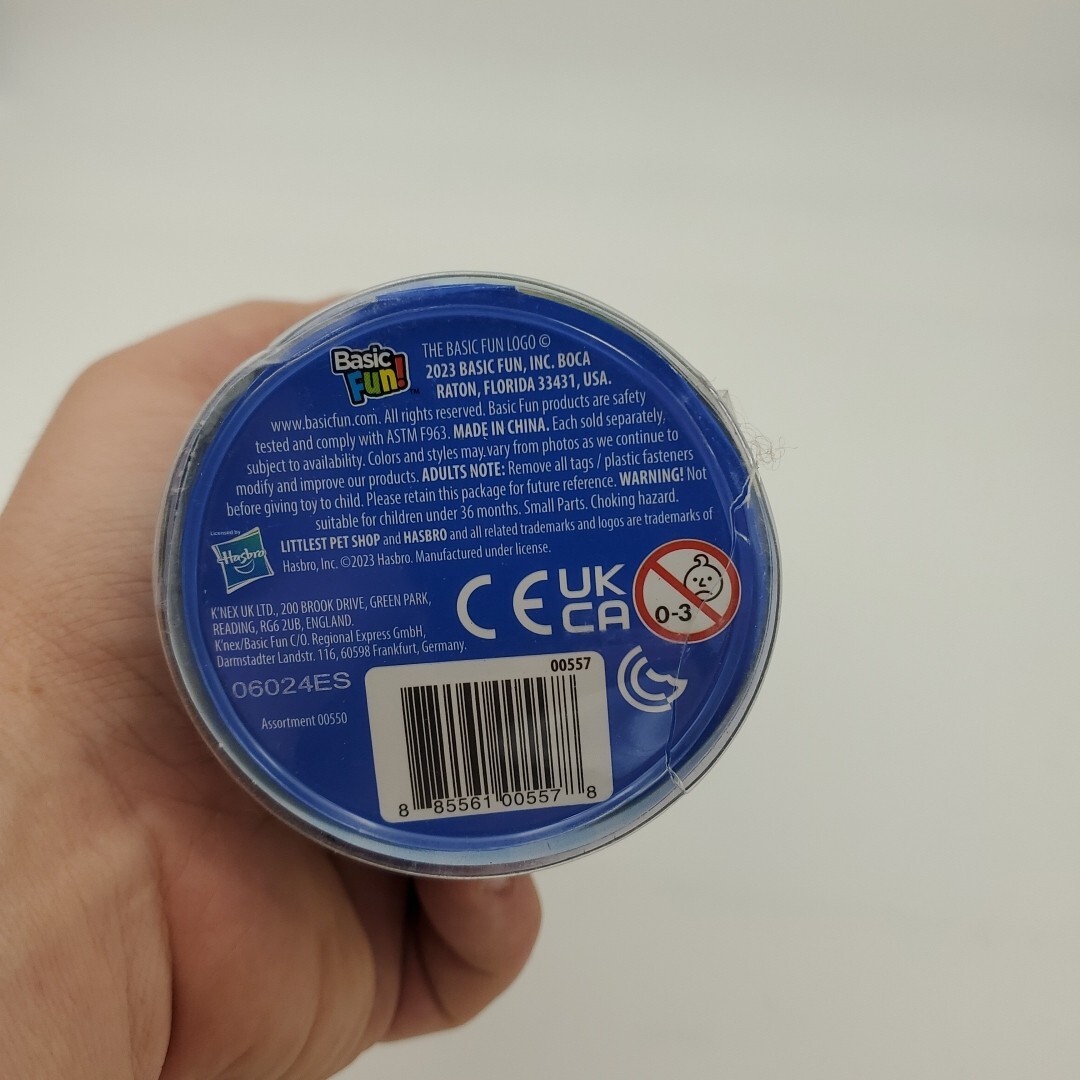 Basic Fun! ™
THE BASIC FUN LOGO ©
2023 BASIC FUN, INC. BOCA
RATON, FLORIDA 33431, USA.
www.basicfun.com. All rights reserved. Basic Fun products are safety
tested and comply with ASTM F963. MADE IN CHINA. Each sold separately,
subject to availability. Colors and styles may vary from photos as we continue to
modify and improve our products. ADULTS NOTE: Remove all tags / plastic fasteners
before giving toy to child. Please retain this package for future reference. WARNING! Not
suitable for children under 36 months. Small Parts. Choking hazard.
Licensed by
Hasbro
LITTLEST PET SHOP and HASBRO and all related trademarks and logos are trademarks of
Hasbro, Inc. ©2023 Hasbro. Manufactured under license.
K'NEX UK LTD., 200 BROOK DRIVE, GREEN PARK,
READING, RG6 2UB, ENGLAND.
K'nex/Basic Fun C/O. Regional Express GmbH,
Darmstadter Landstr. 116, 60598 Frankfurt, Germany.
CE
UK
CA
0-3
06024ES
Assortment 00550
00557
8 85561 00557 8